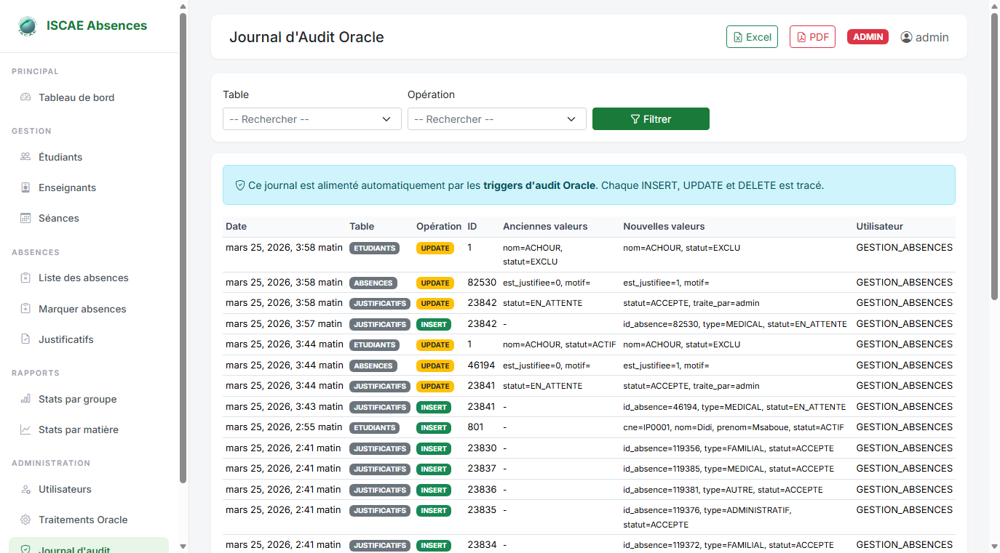 ISCAE Absences
PRINCIPAL
Tableau de bord
GESTION
Étudiants
Enseignants
Séances
ABSENCES
Liste des absences
Marquer absences
Justificatifs
RAPPORTS
Stats par groupe
Stats par matière
ADMINISTRATION
Utilisateurs
Traitements Oracle
Journal d'audit
Journal d'Audit Oracle
Excel PDF ADMIN admin
Table Opération
-- Rechercher -- -- Rechercher -- Filtrer
Ce journal est alimenté automatiquement par les triggers d'audit Oracle. Chaque INSERT, UPDATE et DELETE est tracé.
Date Table Opération ID Anciennes valeurs Nouvelles valeurs Utilisateur
mars 25, 2026, 3:58 matin ETUDIANTS UPDATE 1 nom=ACHOUR, nom=ACHOUR, statut=EXCLU GESTION_ABSENCES
statut=EXCLU
mars 25, 2026, 3:58 matin ABSENCES UPDATE 82530 est_justifiee=0, motif= est_justifiee=1, motif= GESTION_ABSENCES
mars 25, 2026, 3:58 matin JUSTIFICATIFS UPDATE 23842 statut=EN_ATTENTE statut=ACCEPTE, traite_par=admin GESTION_ABSENCES
mars 25, 2026, 3:57 matin JUSTIFICATIFS INSERT 23842 - id_absence=82530, type=MEDICAL, statut=EN_ATTENTE GESTION_ABSENCES
mars 25, 2026, 3:44 matin ETUDIANTS UPDATE 1 nom=ACHOUR, statut=ACTIF nom=ACHOUR, statut=EXCLU GESTION_ABSENCES
mars 25, 2026, 3:44 matin ABSENCES UPDATE 46194 est_justifiee=0, motif= est_justifiee=1, motif= GESTION_ABSENCES
mars 25, 2026, 3:44 matin JUSTIFICATIFS UPDATE 23841 statut=EN_ATTENTE statut=ACCEPTE, traite_par=admin GESTION_ABSENCES
mars 25, 2026, 3:43 matin JUSTIFICATIFS INSERT 23841 - id_absence=46194, type=MEDICAL, statut=EN_ATTENTE GESTION_ABSENCES
mars 25, 2026, 2:55 matin ETUDIANTS INSERT 801 - cne=IP0001, nom=Didi, prenom=Msaboue, statut=ACTIF GESTION_ABSENCES
mars 25, 2026, 2:41 matin JUSTIFICATIFS INSERT 23830 - id_absence=119356, type=FAMILIAL, statut=ACCEPTE GESTION_ABSENCES
mars 25, 2026, 2:41 matin JUSTIFICATIFS INSERT 23837 - id_absence=119385, type=MEDICAL, statut=ACCEPTE GESTION_ABSENCES
mars 25, 2026, 2:41 matin JUSTIFICATIFS INSERT 23836 - id_absence=119381, type=AUTRE, statut=ACCEPTE GESTION_ABSENCES
mars 25, 2026, 2:41 matin JUSTIFICATIFS INSERT 23835 - id_absence=119376, type=ADMINISTRATIF, GESTION_ABSENCES
statut=ACCEPTE
mars 25, 2026, 2:41 matin JUSTIFICATIFS INSERT 23834 - id_absence=119372, type=FAMILIAL, statut=ACCEPTE GESTION_ABSENCES